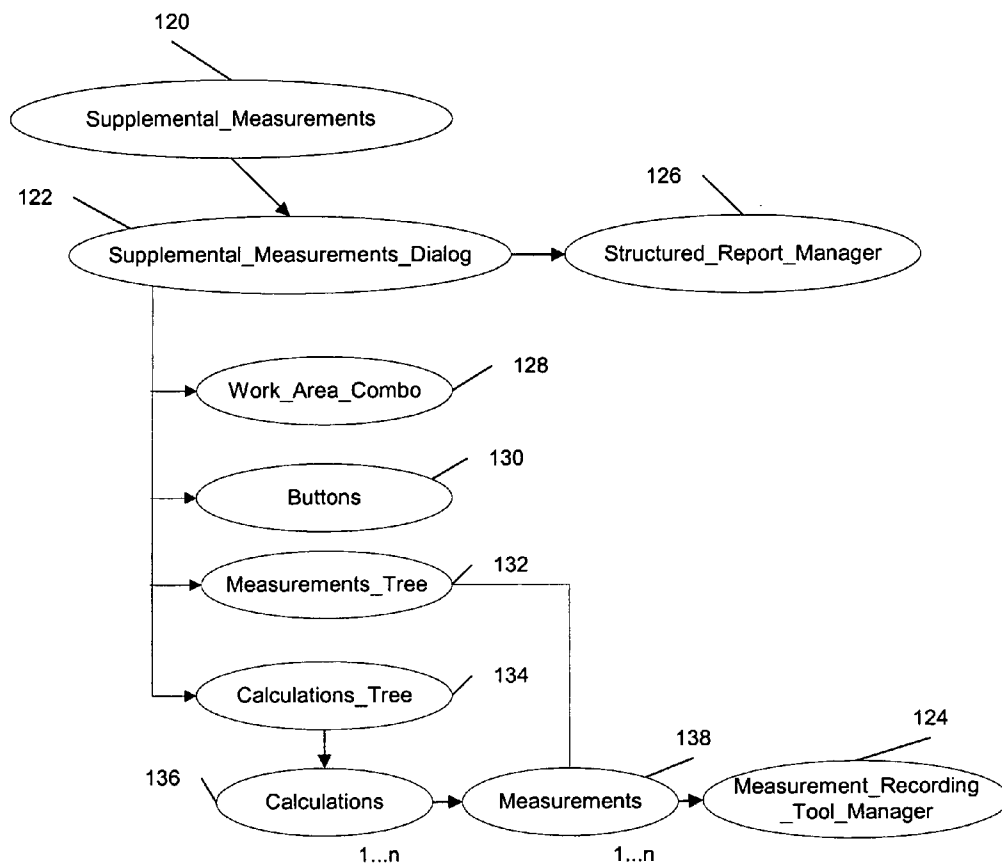 120
Supplemental_Measurements
122
126
Supplemental_Measurements_Dialog
Structured_Report_Manager
Work_Area_Combo
128
130
Buttons
Measurements_Tree
132
Calculations_Tree
134
124
138
136
Calculations
Measurements
Measurement_Recording
_Tool_Manager
1...n
1...n